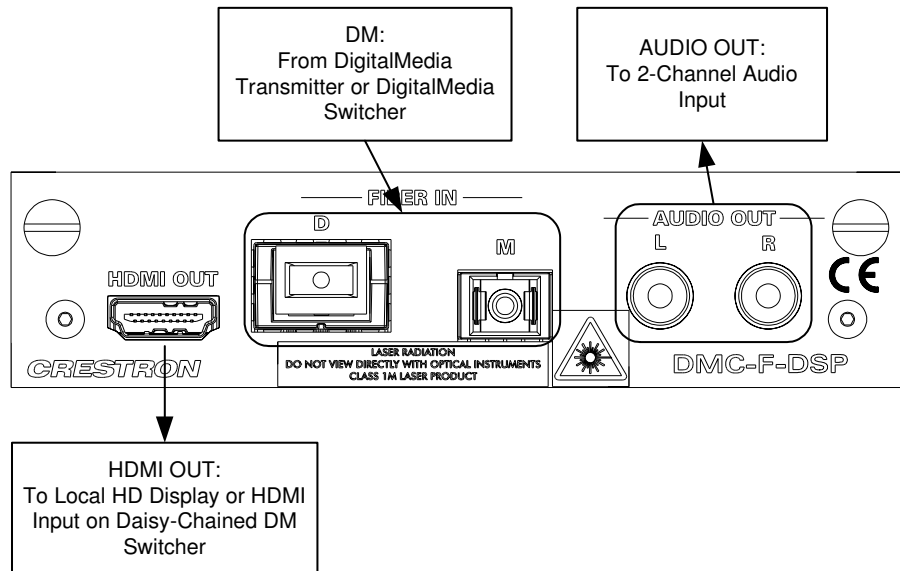 DM:
From DigitalMedia
Transmitter or DigitalMedia
Switcher
AUDIO OUT:
To 2-Channel Audio
Input
FIBER IN
D
M
AUDIO OUT
L
R
HDMI OUT
CE
CRESTRON
LASER RADIATION
DO NOT VIEW DIRECTLY WITH OPTICAL INSTRUMENTS
CLASS 1M LASER PRODUCT
DMC-F-DSP
HDMI OUT:
To Local HD Display or HDMI
Input on Daisy-Chained DM
Switcher